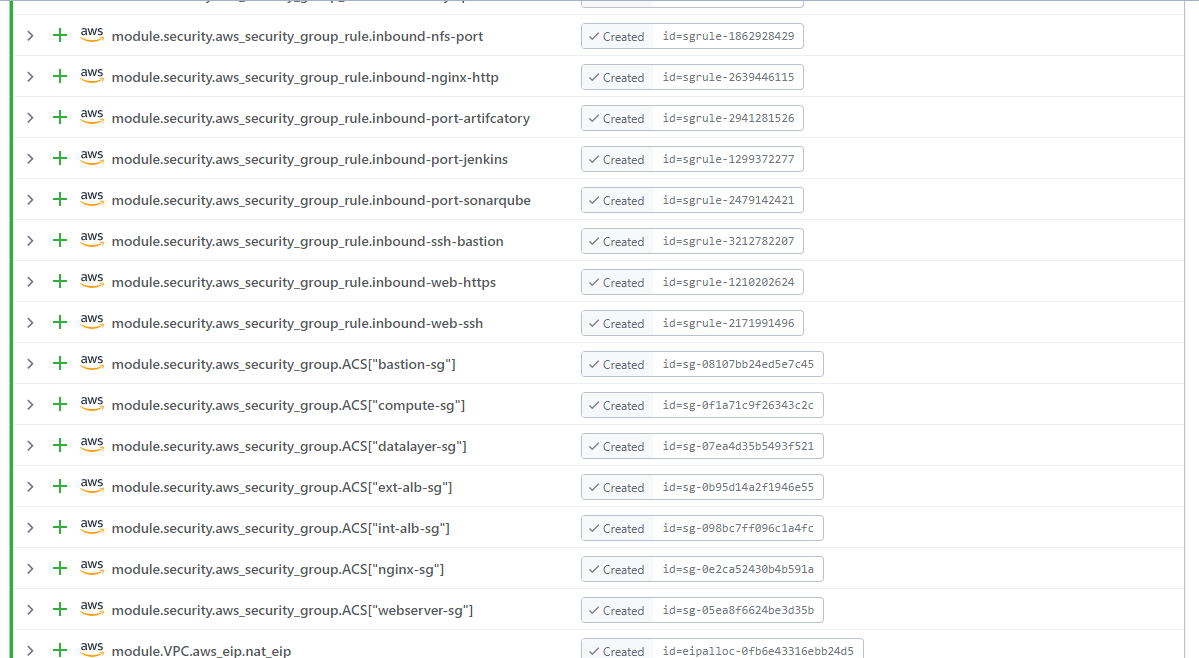 aws module.security.aws_security_group_rule.inbound-nfs-port Created id=sgrule-1862928429
aws module.security.aws_security_group_rule.inbound-nginx-http Created id=sgrule-2639446115
aws module.security.aws_security_group_rule.inbound-port-artifcatory Created id=sgrule-2941281526
aws module.security.aws_security_group_rule.inbound-port-jenkins Created id=sgrule-1299372277
aws module.security.aws_security_group_rule.inbound-port-sonarqube Created id=sgrule-2479142421
aws module.security.aws_security_group_rule.inbound-ssh-bastion Created id=sgrule-3212782207
aws module.security.aws_security_group_rule.inbound-web-https Created id=sgrule-1210202624
aws module.security.aws_security_group_rule.inbound-web-ssh Created id=sgrule-2171991496
aws module.security.aws_security_group.ACS["bastion-sg"] Created id=sg-08107bb24ed5e7c45
aws module.security.aws_security_group.ACS["compute-sg"] Created id=sg-0f1a71c9f26343c2c
aws module.security.aws_security_group.ACS["datalayer-sg"] Created id=sg-07ea4d35b5493f521
aws module.security.aws_security_group.ACS["ext-alb-sg"] Created id=sg-0b95d14a2f1946e55
aws module.security.aws_security_group.ACS["int-alb-sg"] Created id=sg-098bc7ff096c1a4fc
aws module.security.aws_security_group.ACS["nginx-sg"] Created id=sg-0e2ca52430b4b591a
aws module.security.aws_security_group.ACS["webserver-sg"] Created id=sg-05ea8f6624be3d35b
aws module.VPC.aws_eip.nat_eip Created id=eipalloc-0fb6e43316ebb24d5